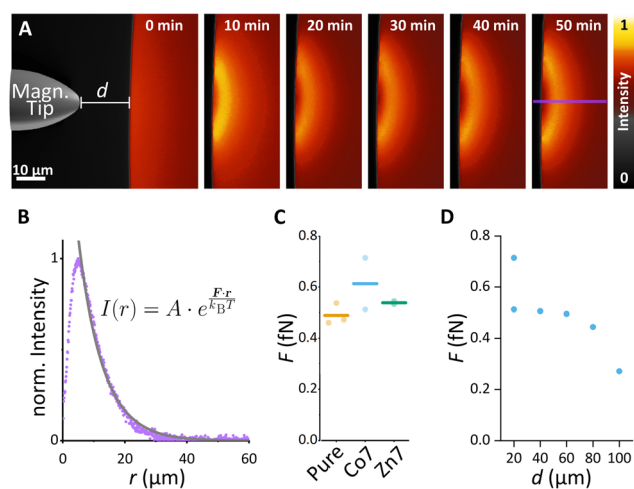 A
0 min
10 min
20 min
30 min
40 min
50 min
Magn.
Tip
d
10 µm
1
Intensity
0
B
norm. Intensity
1
0
I(r) = A · e^{F·r / k_B T}
0 20 40 60
r (µm)
C
F (fN)
0.8
0.6
0.4
0.2
0.0
Pure
Co7
Zn7
D
F (fN)
0.8
0.6
0.4
0.2
0.0
20 40 60 80 100
d (µm)